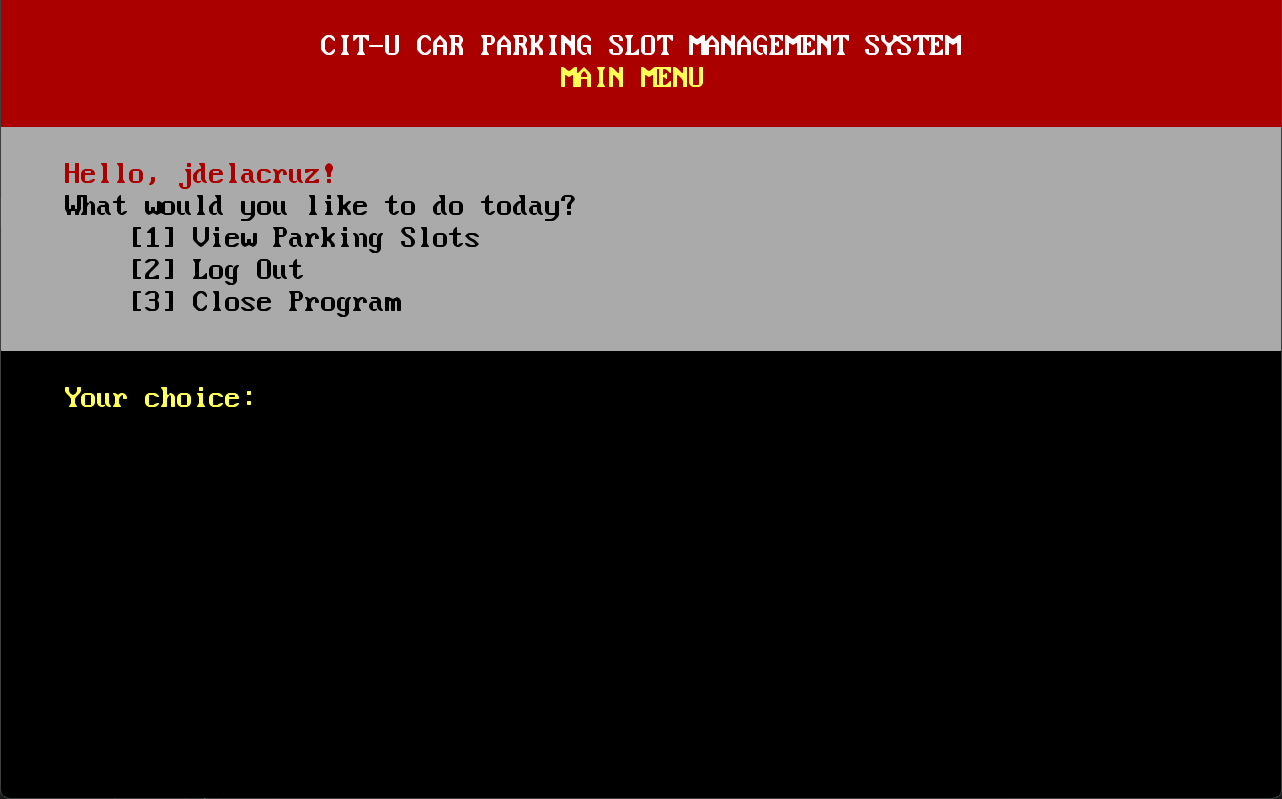 CIT-U CAR PARKING SLOT MANAGEMENT SYSTEM
MAIN MENU
Hello, jdelacruz!
What would you like to do today?
[1] View Parking Slots
[2] Log Out
[3] Close Program
Your choice: